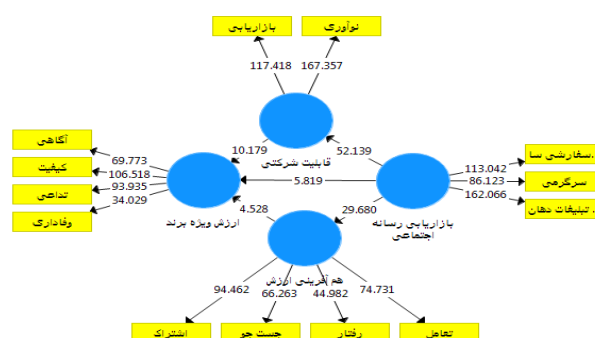 بازاریابی
نوآوری
117.418
167.357
آگاهی
کیفیت
تداعی
وفاداری
69.773
106.518
93.935
34.029
10.179
قابلیت شرکتی
52.139
5.819
ارزش ویژه برند
4.528
29.680
بازاریابی رسانه
اجتماعی
113.042
86.123
162.066
سفارشی سا.
سرگرمی
تبلیغات دهان.
هم آفرینی ارزش
94.462
66.263
44.982
74.731
اشتراک
جست جو
رفتار
تعامل